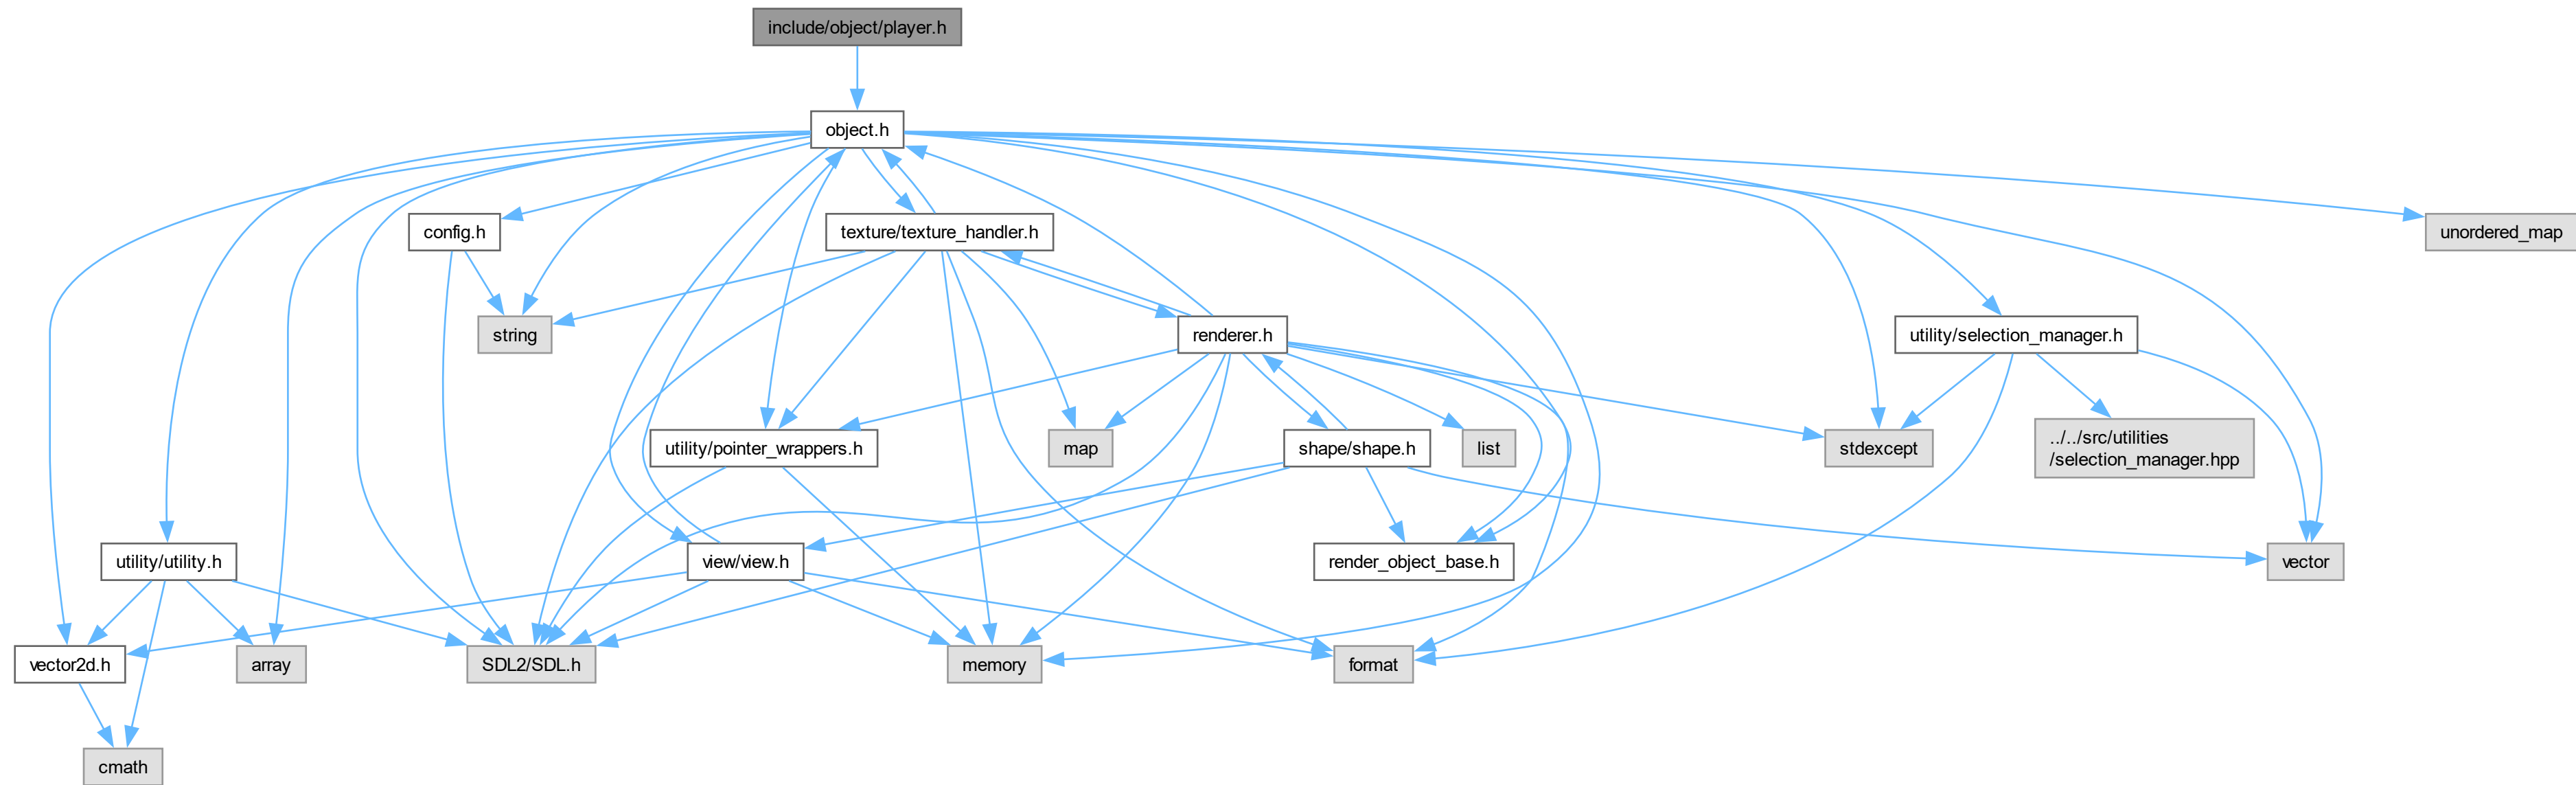 include/object/player.h
object.h
config.h
texture/texture_handler.h
unordered_map
string
renderer.h
utility/selection_manager.h
utility/pointer_wrappers.h
map
shape/shape.h
list
stdexcept
../../src/utilities
/selection_manager.hpp
utility/utility.h
view/view.h
render_object_base.h
vector
vector2d.h
array
SDL2/SDL.h
memory
format
cmath